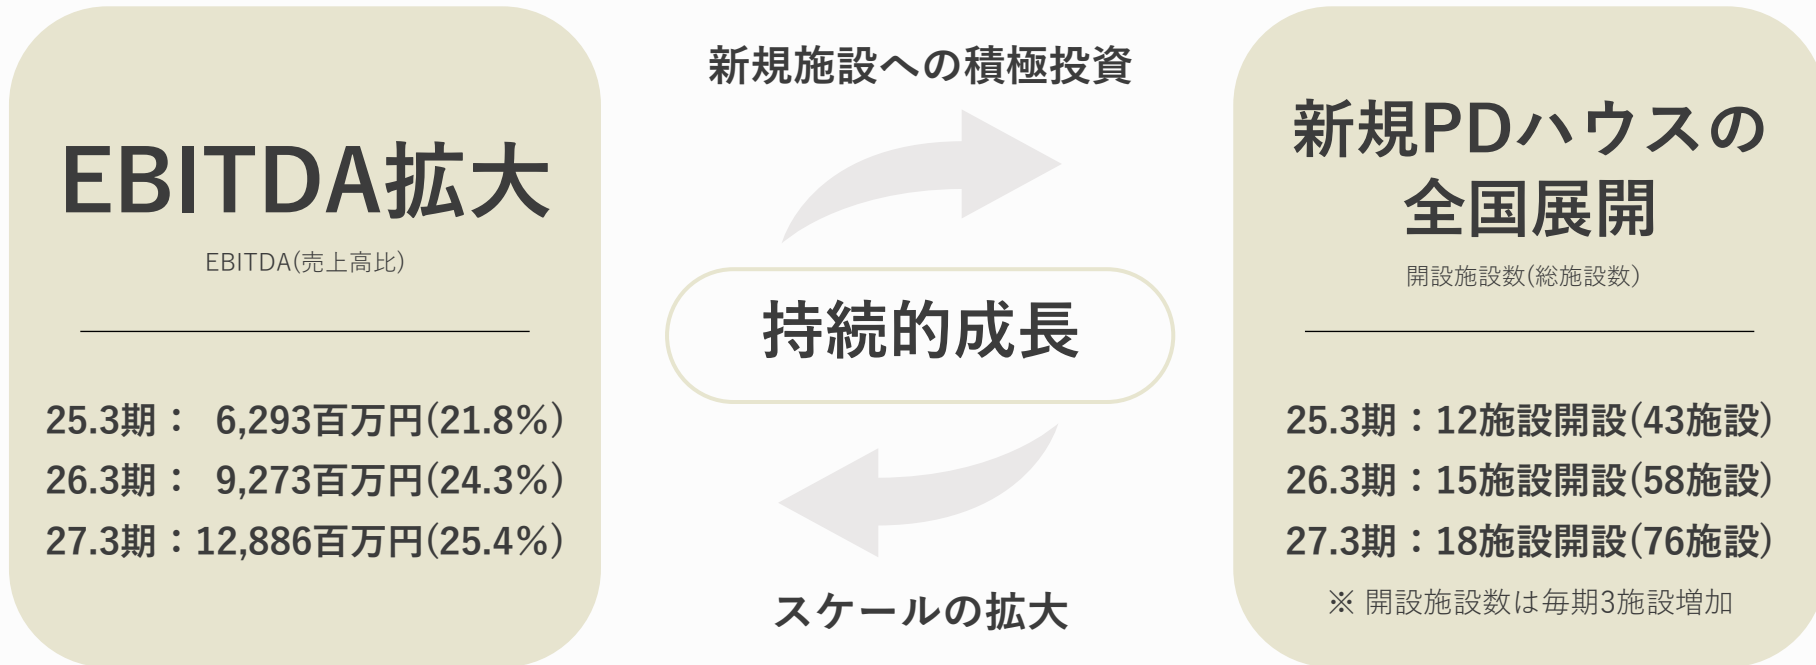 EBITDA拡大
EBITDA(売上高比)
25.3期： 6,293百万円(21.8%)
26.3期： 9,273百万円(24.3%)
27.3期：12,886百万円(25.4%)
新規施設への積極投資
持続的成長
スケールの拡大
新規PDハウスの
全国展開
開設施設数(総施設数)
25.3期：12施設開設(43施設)
26.3期：15施設開設(58施設)
27.3期：18施設開設(76施設)
※ 開設施設数は毎期3施設増加